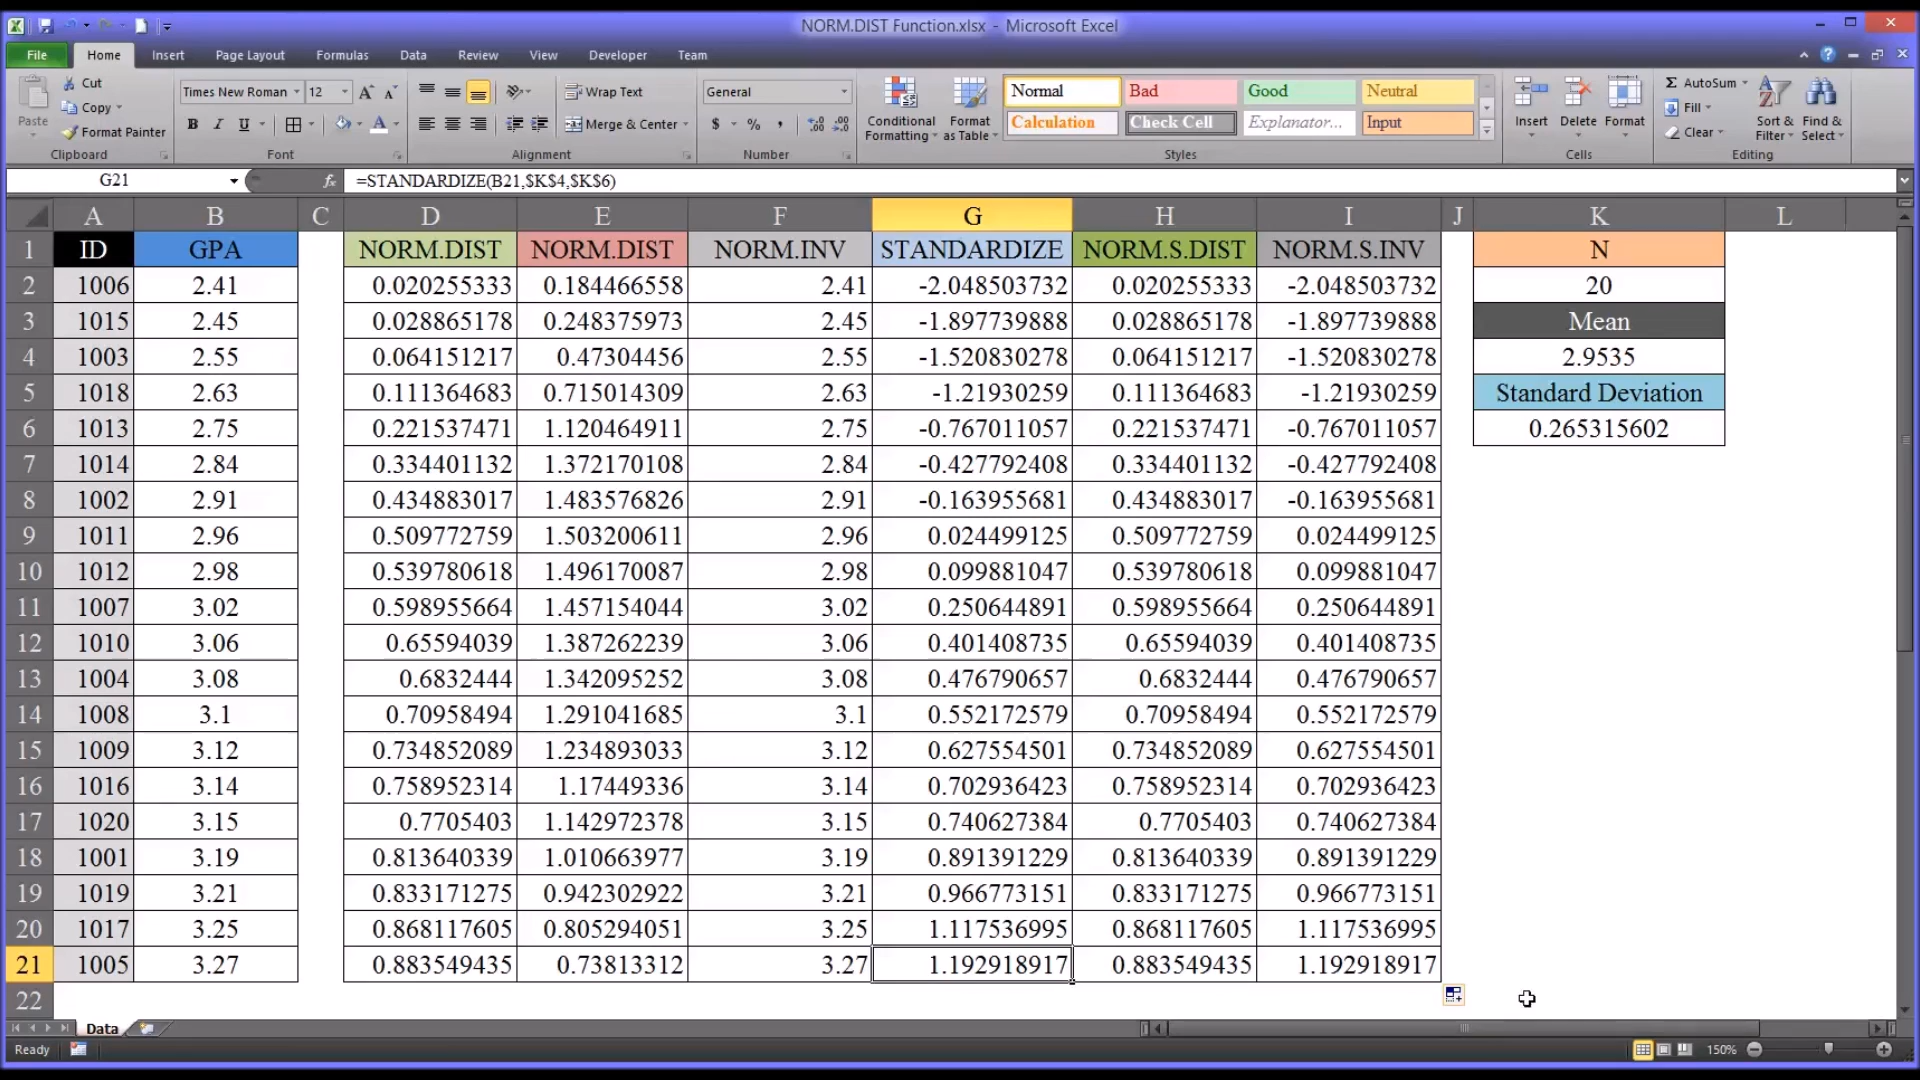 NORM.DIST Function.xlsx - Microsoft Excel
File Home Insert Page Layout Formulas Data Review View Developer Team
Paste Cut Copy Format Painter
Clipboard
Times New Roman 12
B I U
Font
Wrap Text
Merge & Center
Alignment
General
$ % ,
Number
Conditional Formatting
Format as Table
Normal Bad Good Neutral
Calculation Check Cell Explanator... Input
Styles
Insert Delete Format
Cells
Σ AutoSum
Fill
Clear
Sort & Filter
Find & Select
Editing
G21 fx =STANDARDIZE(B21,$K$4,$K$6)
A B C D E F G H I J K L
1 ID GPA NORM.DIST NORM.DIST NORM.INV STANDARDIZE NORM.S.DIST NORM.S.INV N
2 1006 2.41 0.020255333 0.184466558 2.41 -2.048503732 0.020255333 -2.048503732 20
3 1015 2.45 0.028865178 0.248375973 2.45 -1.897739888 0.028865178 -1.897739888 Mean
4 1003 2.55 0.064151217 0.47304456 2.55 -1.520830278 0.064151217 -1.520830278 2.9535
5 1018 2.63 0.111364683 0.715014309 2.63 -1.21930259 0.111364683 -1.21930259 Standard Deviation
6 1013 2.75 0.221537471 1.120464911 2.75 -0.767011057 0.221537471 -0.767011057 0.265315602
7 1014 2.84 0.334401132 1.372170108 2.84 -0.427792408 0.334401132 -0.427792408
8 1002 2.91 0.434883017 1.483576826 2.91 -0.163955681 0.434883017 -0.163955681
9 1011 2.96 0.509772759 1.503200611 2.96 0.024499125 0.509772759 0.024499125
10 1012 2.98 0.539780618 1.496170087 2.98 0.099881047 0.539780618 0.099881047
11 1007 3.02 0.598955664 1.457154044 3.02 0.250644891 0.598955664 0.250644891
12 1010 3.06 0.65594039 1.387262239 3.06 0.401408735 0.65594039 0.401408735
13 1004 3.08 0.6832444 1.342095252 3.08 0.476790657 0.6832444 0.476790657
14 1008 3.1 0.70958494 1.291041685 3.1 0.552172579 0.70958494 0.552172579
15 1009 3.12 0.734852089 1.234893033 3.12 0.627554501 0.734852089 0.627554501
16 1016 3.14 0.758952314 1.17449336 3.14 0.702936423 0.758952314 0.702936423
17 1020 3.15 0.7705403 1.142972378 3.15 0.740627384 0.7705403 0.740627384
18 1001 3.19 0.813640339 1.010663977 3.19 0.891391229 0.813640339 0.891391229
19 1019 3.21 0.833171275 0.942302922 3.21 0.966773151 0.833171275 0.966773151
20 1017 3.25 0.868117605 0.805294051 3.25 1.117536995 0.868117605 1.117536995
21 1005 3.27 0.883549435 0.73813312 3.27 1.192918917 0.883549435 1.192918917
22
Data
Ready 150%